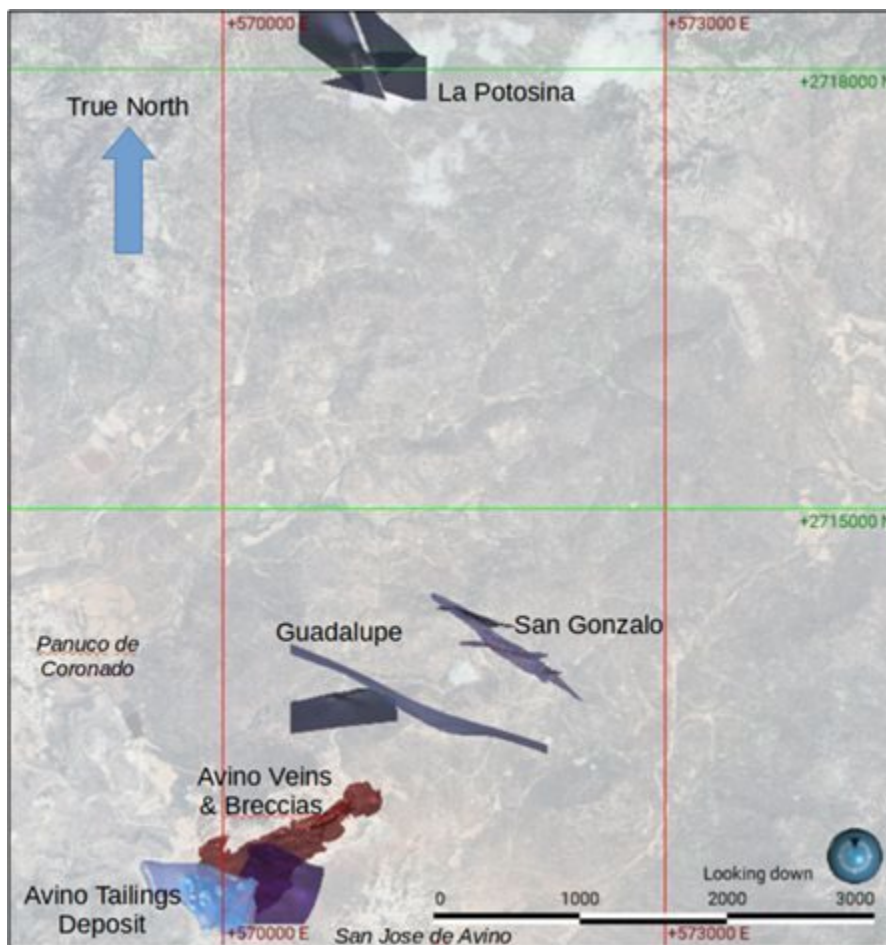 +570000 E
+573000 E
+2718000 N
La Potosina
True North
+2715000 N
San Gonzalo
Guadalupe
Panuco de
Coronado
Avino Veins
& Breccias
Looking down
Avino Tailings
Deposit
0 1000 2000 3000
+570000 E
San Jose de Avino
+573000 E